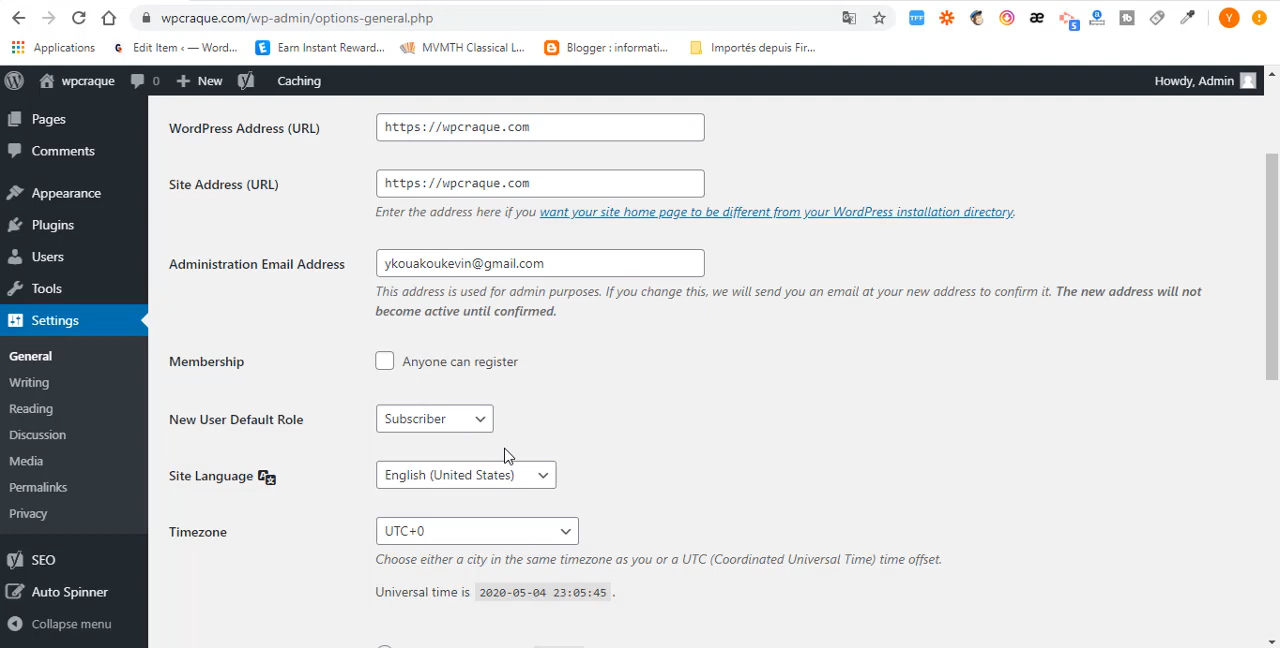 wpcraque.com/wp-admin/options-general.php
Applications
Edit Item ‹ — Word...
Earn Instant Reward...
MVMTH Classical L...
Blogger : informati...
Importés depuis Fir...
wpcraque
0
New
Caching
Howdy, Admin
Pages
Comments
Appearance
Plugins
Users
Tools
Settings
General
Writing
Reading
Discussion
Media
Permalinks
Privacy
SEO
Auto Spinner
Collapse menu
WordPress Address (URL)
https://wpcraque.com
Site Address (URL)
https://wpcraque.com
Enter the address here if you want your site home page to be different from your WordPress installation directory.
Administration Email Address
ykouakoukevin@gmail.com
This address is used for admin purposes. If you change this, we will send you an email at your new address to confirm it. The new address will not
become active until confirmed.
Membership
Anyone can register
New User Default Role
Subscriber
Site Language
English (United States)
Timezone
UTC+0
Choose either a city in the same timezone as you or a UTC (Coordinated Universal Time) time offset.
Universal time is 2020-05-04 23:05:45 .